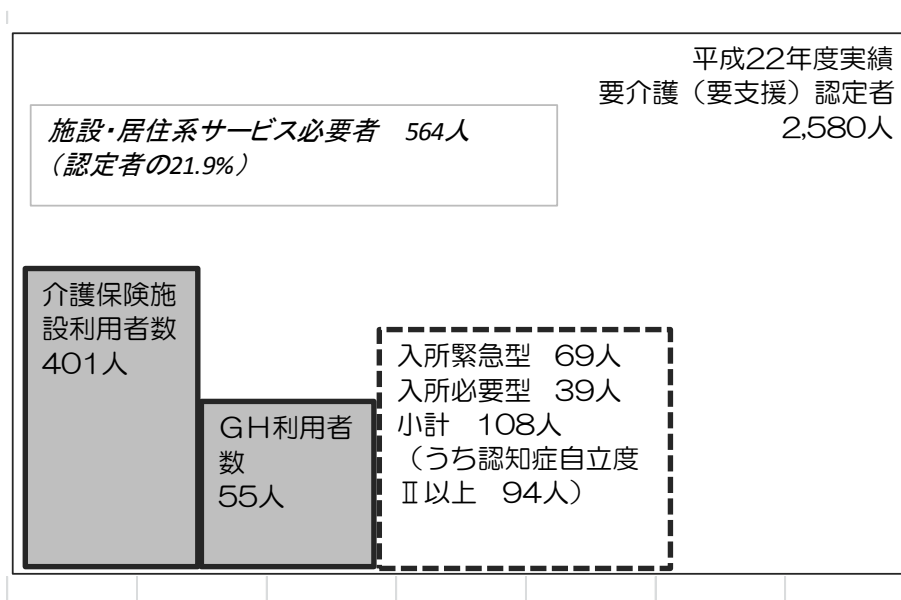 平成22年度実績
要介護（要支援）認定者
2,580人
施設・居住系サービス必要者　564人
（認定者の21.9%）
介護保険施
設利用者数
401人
GH利用者
数
55人
入所緊急型　69人
入所必要型　39人
小計　108人
（うち認知症自立度
Ⅱ以上　94人）